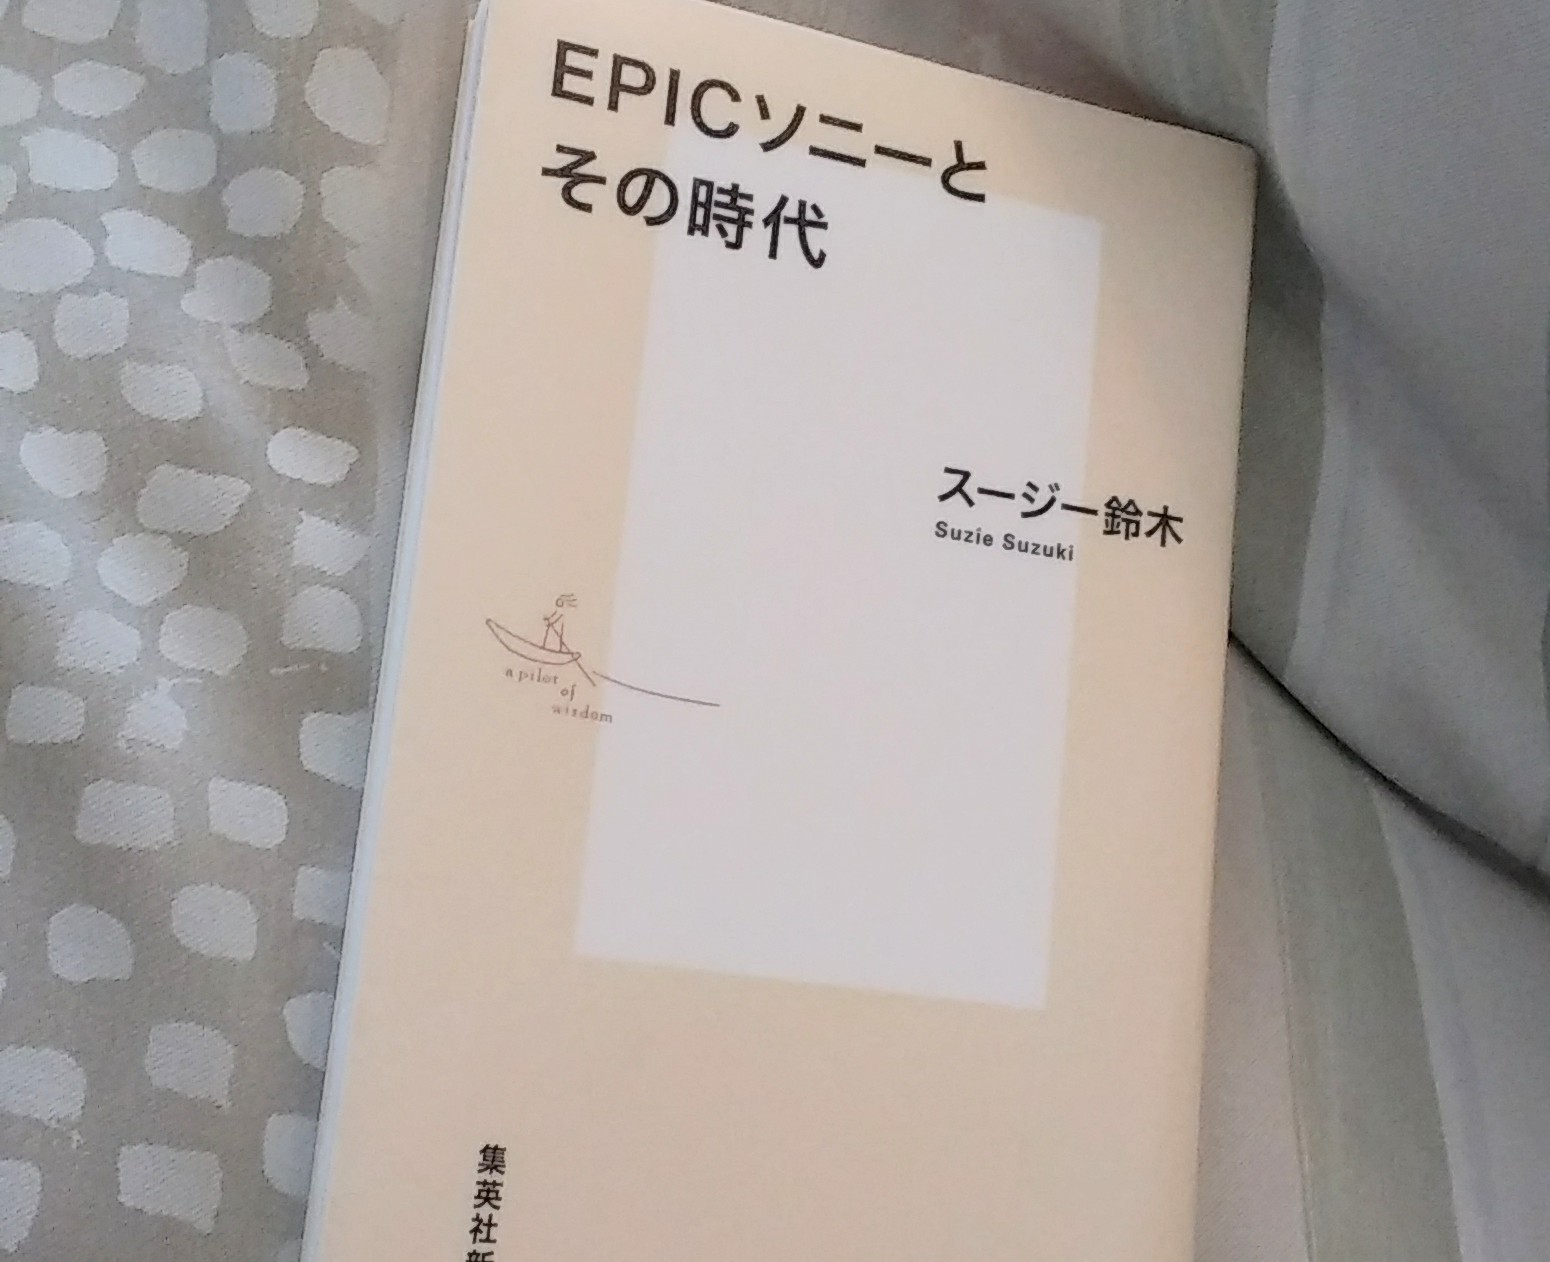 EPICソニーと
その時代
スージー鈴木
Suzie Suzuki
a pilot
of
wisdom
集英社新